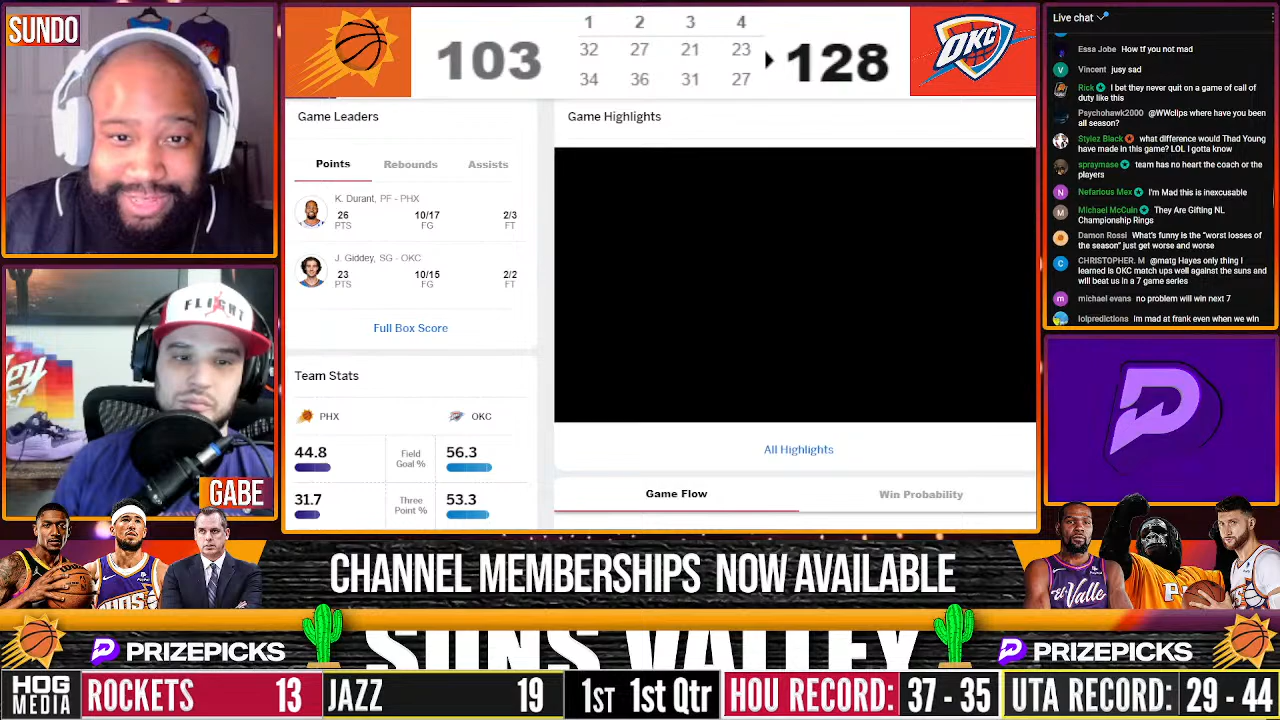 SUNDO
103
1 2 3 4
32 27 21 23
34 36 31 27
128
OKC
Game Leaders
Points Rebounds Assists
K. Durant, PF - PHX
26 10/17 2/3
PTS FG FT
J. Giddey, SG - OKC
23 10/15 2/2
PTS FG FT
Full Box Score
Team Stats
PHX OKC
44.8 Field Goal % 56.3
31.7 Three Point % 53.3
Game Highlights
All Highlights
Game Flow Win Probability
Live chat
Essa Jobe How tf you not mad
Vincent jusy sad
Rick I bet they never quit on a game of call of
duty like this
Psychohawk2000 @WWclips where have you been
all season?
Stylez Black what difference would Thad Young
have made in this game? LOL I gotta know
spraymase team has no heart the coach or the
players
Nefarious Mex I'm Mad this is inexcusable
Michael McCuin They Are Gifting NL
Championship Rings
Damon Rossi What's funny is the "worst losses of
the season" just get worse and worse
CHRISTOPHER. M @matg Hayes only thing I
learned is OKC match ups well against the suns and
will beat us in a 7 game series
michael evans no problem will win next 7
lolpredictions im mad at frank even when we win
FLIGHT
GABE
CHANNEL MEMBERSHIPS NOW AVAILABLE
El Valle
PRIZEPICKS
SUNS VALLEY
PRIZEPICKS
HOG
MEDIA
ROCKETS 13 JAZZ 19 1ST 1st Qtr HOU RECORD: 37 - 35 UTA RECORD: 29 - 44